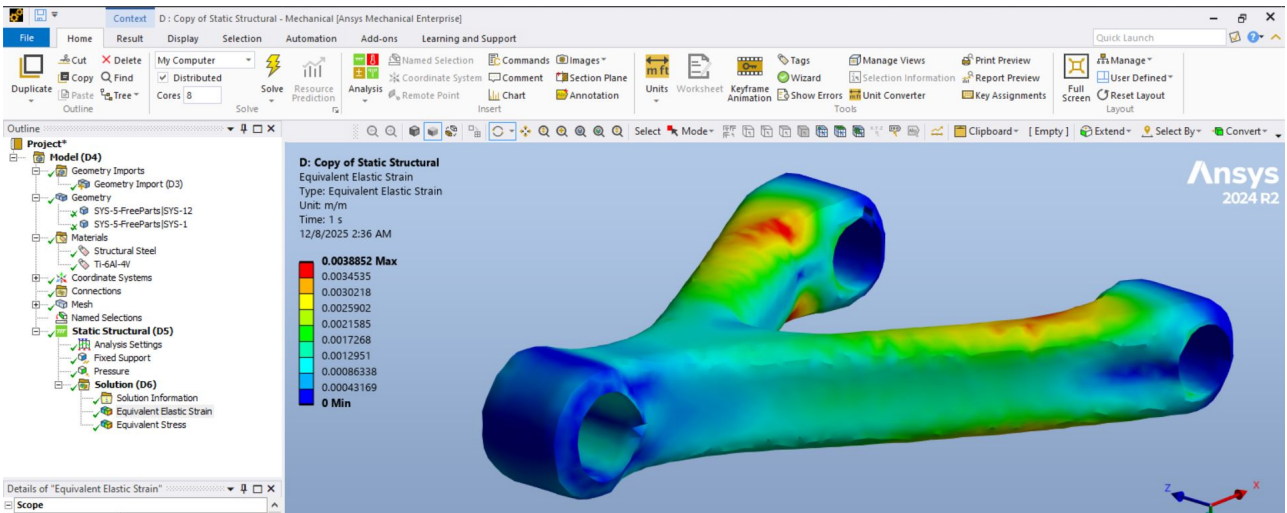 Context D : Copy of Static Structural - Mechanical [Ansys Mechanical Enterprise]
File Home Result Display Selection Automation Add-ons Learning and Support Quick Launch
Duplicate
Cut
Copy
Paste
Delete
Find
Tree
Outline
My Computer
Distributed
Cores 8
Solve
Solve
Resource Prediction
Analysis
Named Selection
Coordinate System
Remote Point
Commands
Comment
Chart
Images
Section Plane
Annotation
Insert
Units
Worksheet
Keyframe Animation
Tags
Wizard
Show Errors
Manage Views
Selection Information
Unit Converter
Print Preview
Report Preview
Key Assignments
Tools
Full Screen
Manage
User Defined
Reset Layout
Layout
Outline
Select Mode Clipboard [ Empty ] Extend Select By Convert
Project*
Model (D4)
Geometry Imports
Geometry Import (D3)
Geometry
SYS-5-FreeParts|SYS-12
SYS-5-FreeParts|SYS-1
Materials
Structural Steel
Ti-6Al-4V
Coordinate Systems
Connections
Mesh
Named Selections
Static Structural (D5)
Analysis Settings
Fixed Support
Pressure
Solution (D6)
Solution Information
Equivalent Elastic Strain
Equivalent Stress
Details of "Equivalent Elastic Strain"
Scope
D: Copy of Static Structural
Equivalent Elastic Strain
Type: Equivalent Elastic Strain
Unit: m/m
Time: 1 s
12/8/2025 2:36 AM
0.0038852 Max
0.0034535
0.0030218
0.0025902
0.0021585
0.0017268
0.0012951
0.00086338
0.00043169
0 Min
Ansys
2024 R2
Z
X